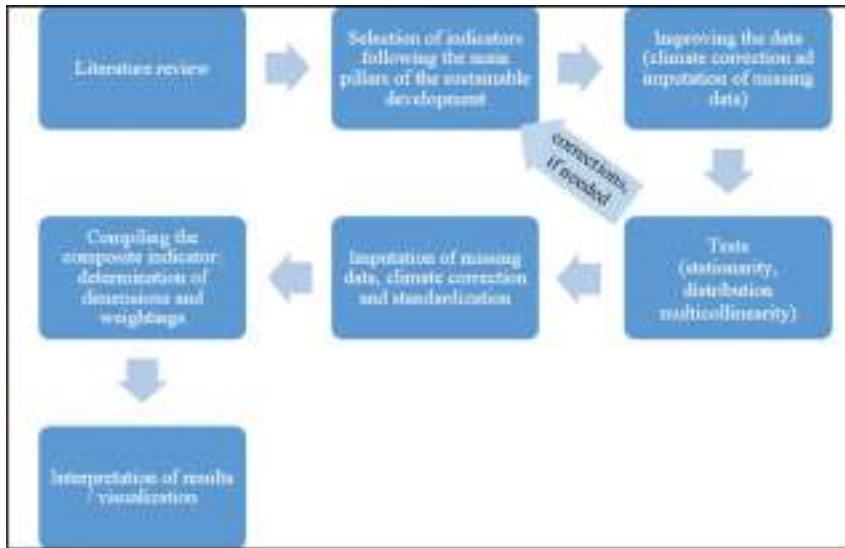 Literature review
Selection of indicators
following the main
pillars of the sustainable
development
Improving the data
(climate correction ad
imputation of missing
data)
corrections,
if needed
Tests
(stationarity,
distribution
multicollinearity)
Imputation of missing
data, climate correction
and standardization
Compiling the
composite indicator:
determination of
dimensions and
weightings
Interpretation of results
/ visualization